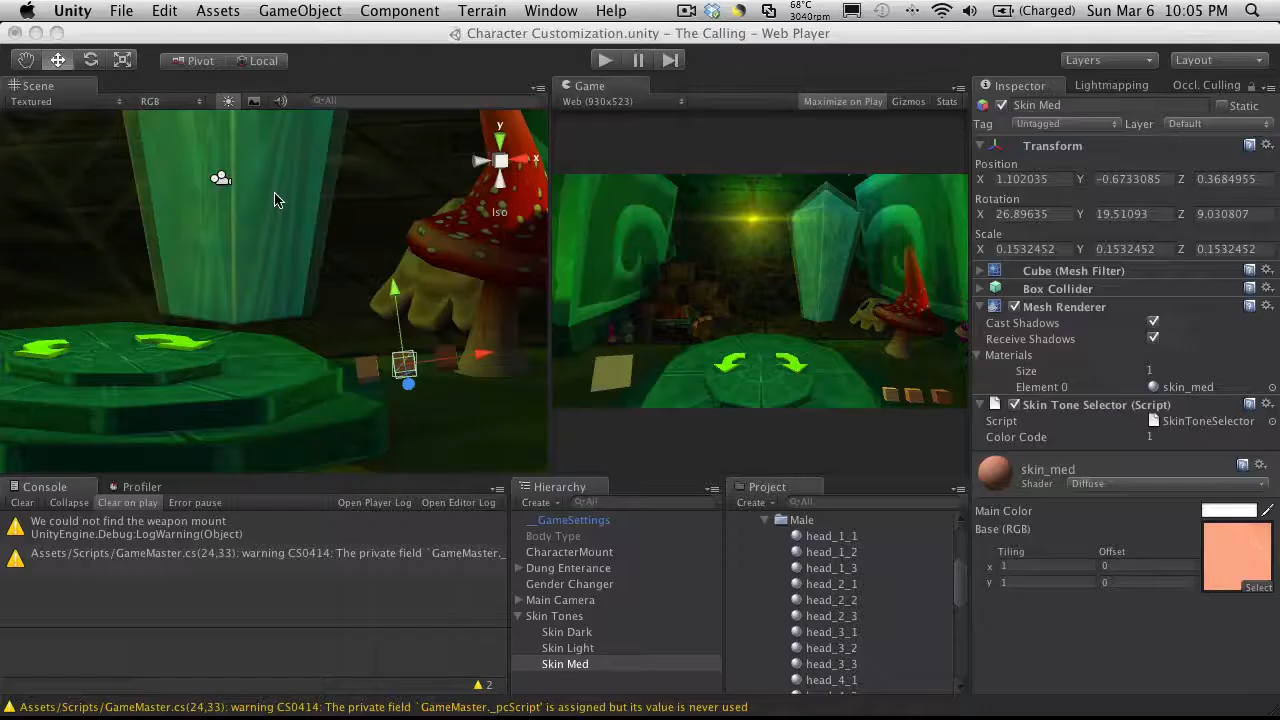 Unity File Edit Assets GameObject Component Terrain Window Help 68°C 3040rpm (Charged) Sun Mar 6 10:05 PM
Character Customization.unity – The Calling – Web Player
Pivot Local Layers Layout
Scene
Textured RGB All
y
x
Iso
Game
Web (930x523) Maximize on Play Gizmos Stats
Inspector Lightmapping Occl. Culling
Skin Med Static
Tag Untagged Layer Default
Transform
Position
X 1.102035 Y -0.6733085 Z 0.3684955
Rotation
X 26.89635 Y 19.51093 Z 9.030807
Scale
X 0.1532452 Y 0.1532452 Z 0.1532452
Cube (Mesh Filter)
Box Collider
Mesh Renderer
Cast Shadows
Receive Shadows
Materials
Size 1
Element 0 skin_med
Skin Tone Selector (Script)
Script SkinToneSelector
Color Code 1
skin_med
Shader Diffuse
Main Color
Base (RGB)
Tiling Offset
x 1 0
y 1 0
Select
Console Profiler
Clear Collapse Clear on play Error pause Open Player Log Open Editor Log
We could not find the weapon mount
UnityEngine.Debug:LogWarning(Object)
Assets/Scripts/GameMaster.cs(24,33): warning CS0414: The private field `GameMaster._
2
Hierarchy
Create All
__GameSettings
Body Type
CharacterMount
Dung Enterance
Gender Changer
Main Camera
Skin Tones
Skin Dark
Skin Light
Skin Med
Project
Create All
Male
head_1_1
head_1_2
head_1_3
head_2_1
head_2_2
head_2_3
head_3_1
head_3_2
head_3_3
head_4_1
Assets/Scripts/GameMaster.cs(24,33): warning CS0414: The private field `GameMaster._pcScript' is assigned but its value is never used